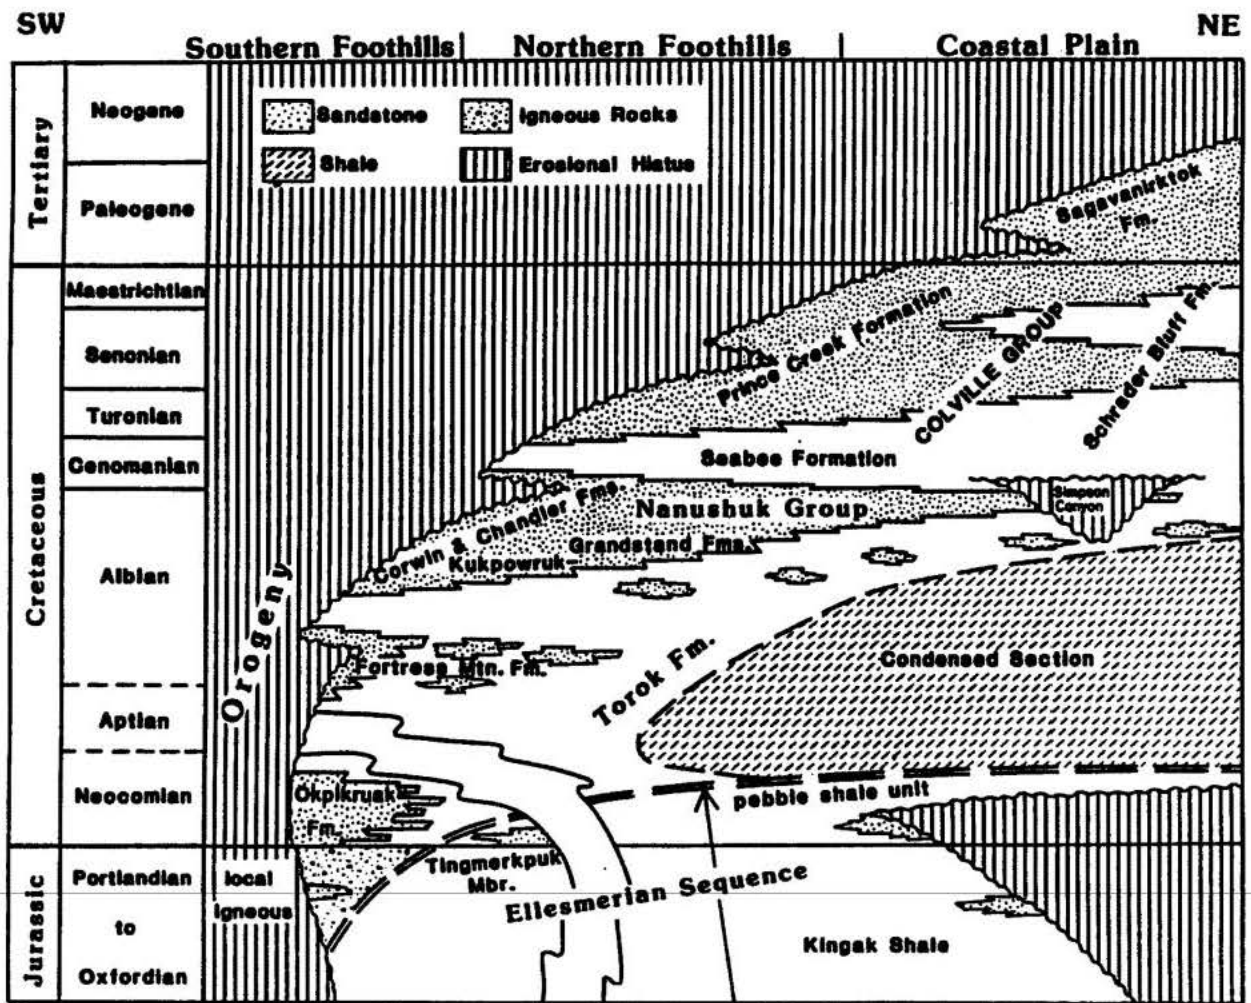 SW
NE
Southern Foothills
Northern Foothills
Coastal Plain
Tertiary
Neogene
Paleogene
Sandstone
Igneous Rocks
Shale
Erosional Hiatus
Sagavanirktok
Fm.
Cretaceous
Maestrichtian
Senonian
Turonian
Cenomanian
Albian
Aptian
Neocomian
Prince Creek Formation
COLVILLE GROUP
Schrader Bluff Fm.
Seabee Formation
Corwin & Chandler Fms.
Nanushuk Group
Simpson
Canyon
Grandstand Fms.
Kukpowruk-
Orogeny
Fortress Mtn. Fm.
Torok Fm.
Condensed Section
Okpikruak
Fm.
pebble shale unit
Jurassic
Portlandian
to
Oxfordian
local
igneous
Tingmerkpuk
Mbr.
Ellesmerian Sequence
Kingak Shale